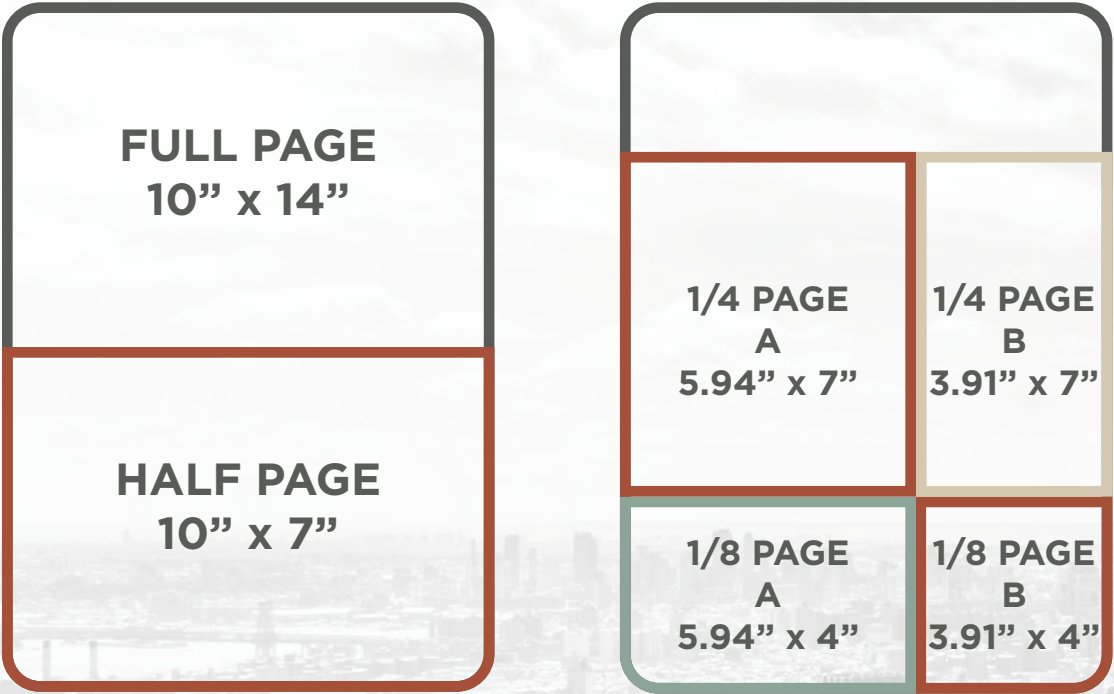 FULL PAGE
10” x 14”
HALF PAGE
10” x 7”
1/4 PAGE
A
5.94” x 7”
1/4 PAGE
B
3.91” x 7”
1/8 PAGE
A
5.94” x 4”
1/8 PAGE
B
3.91” x 4”